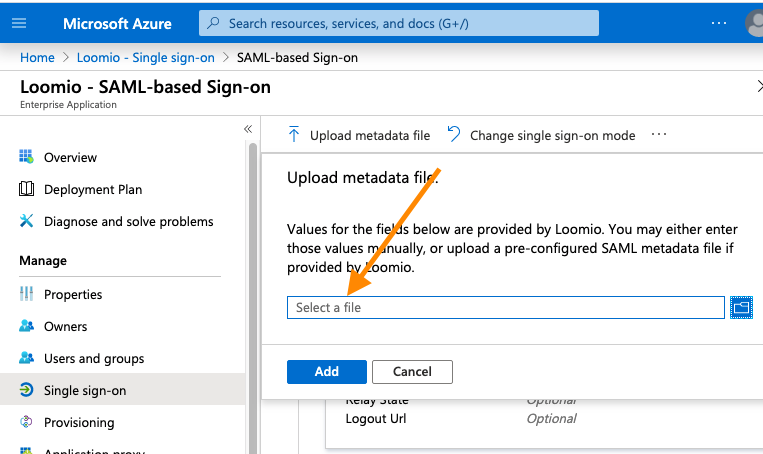 Microsoft Azure
Search resources, services, and docs (G+/)
...
Home > Loomio - Single sign-on > SAML-based Sign-on
Loomio - SAML-based Sign-on
Enterprise Application
«
Upload metadata file
Change single sign-on mode
...
Overview
Deployment Plan
Diagnose and solve problems
Manage
Properties
Owners
Users and groups
Single sign-on
Provisioning
Application proxy
Upload metadata file.
Values for the fields below are provided by Loomio. You may either enter
those values manually, or upload a pre-configured SAML metadata file if
provided by Loomio.
Select a file
Add
Cancel
Relay State
Optional
Logout Url
Optional